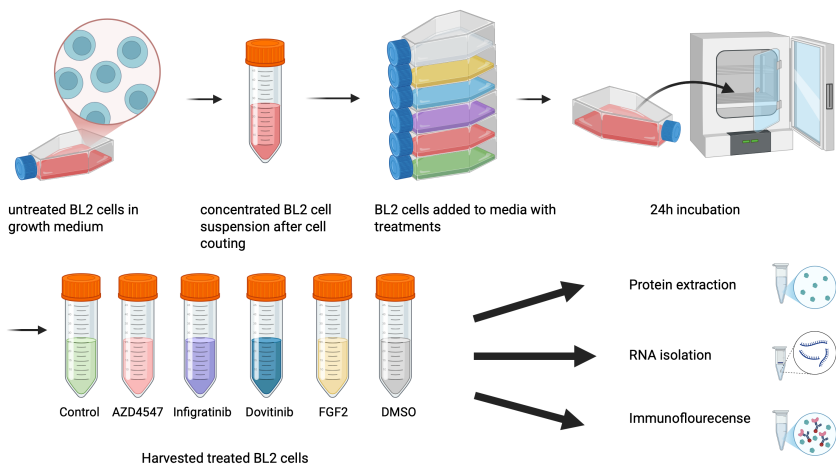 untreated BL2 cells in
growth medium
concentrated BL2 cell
suspension after cell
couting
BL2 cells added to media with
treatments
24h incubation
Control
AZD4547
Infigratinib
Dovitinib
FGF2
DMSO
Harvested treated BL2 cells
Protein extraction
RNA isolation
Immunoflourecense